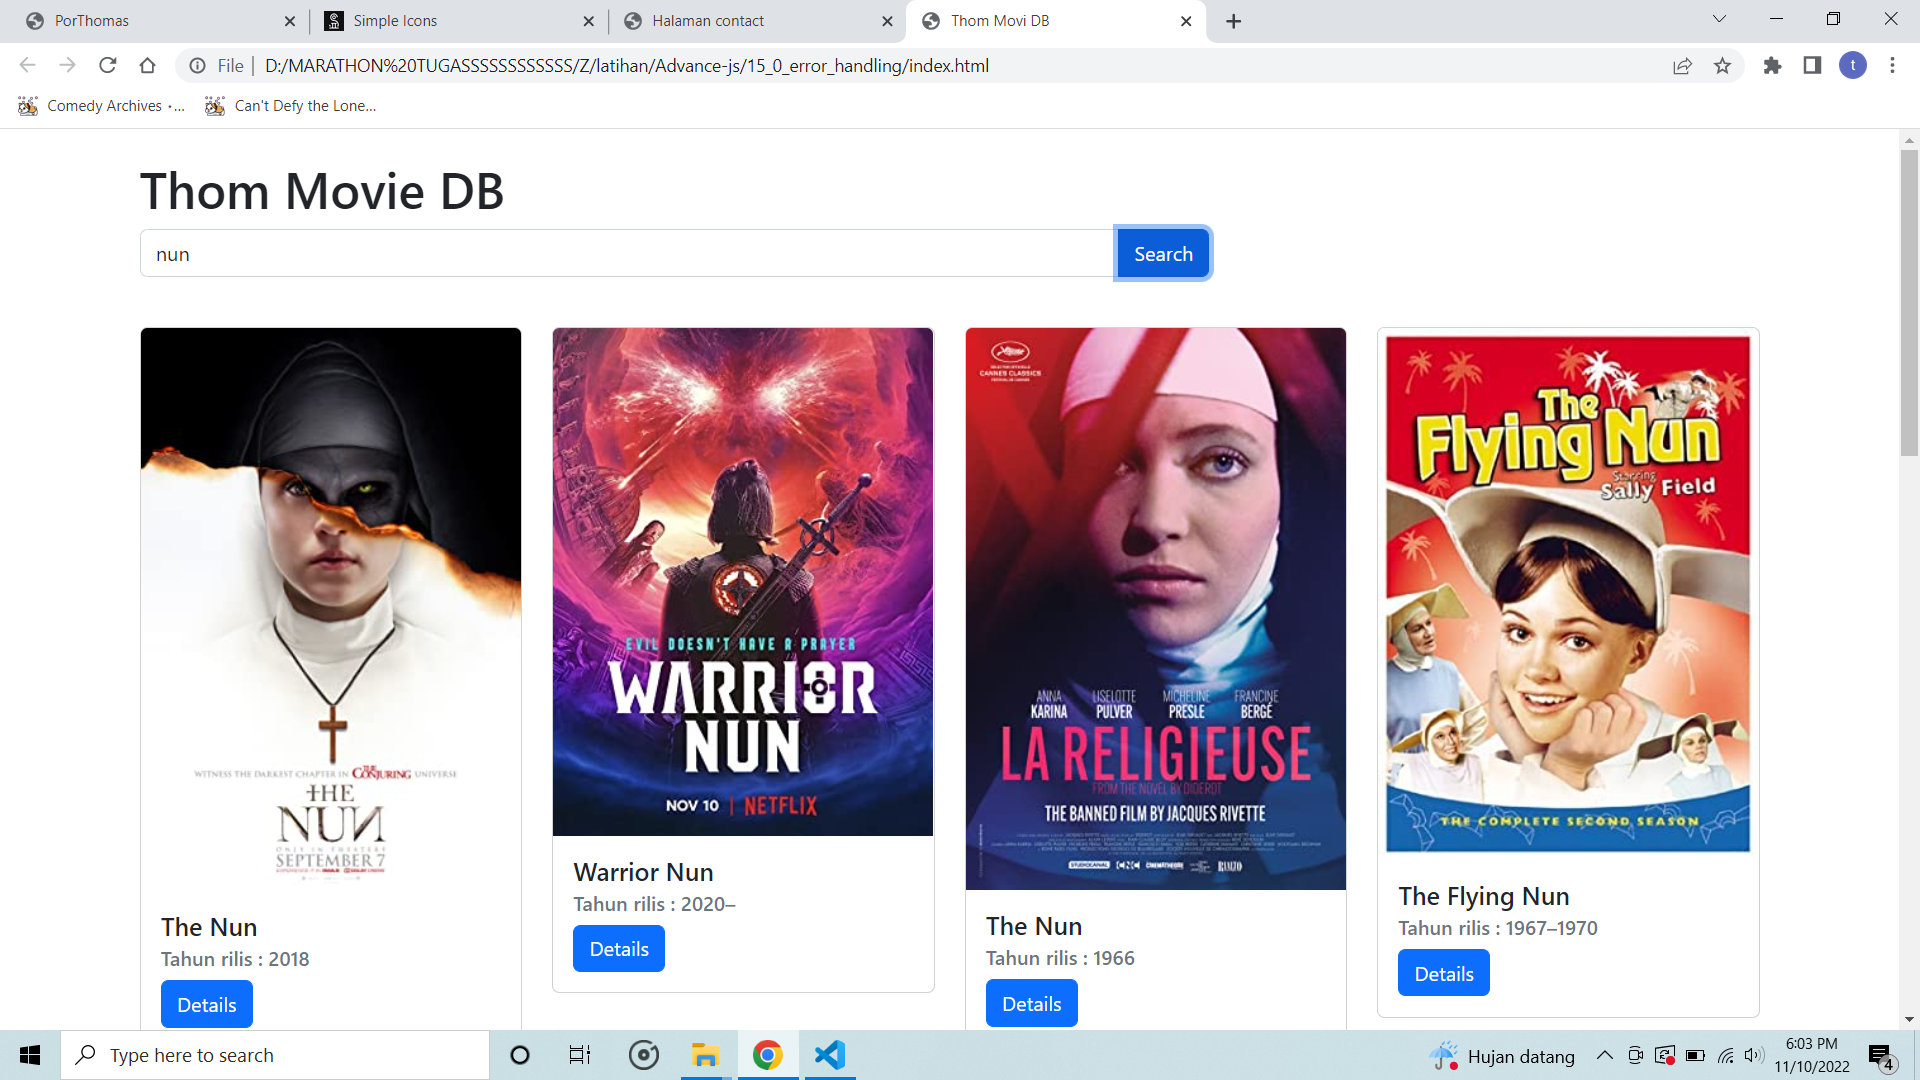 PorThomas
Simple Icons
Halaman contact
Thom Movi DB
File
D:/MARATHON%20TUGASSSSSSSSSSSS/Z/latihan/Advance-js/15_0_error_handling/index.html
t
Comedy Archives •...
Can't Defy the Lone...
Thom Movie DB
nun
Search
WITNESS THE DARKEST CHAPTER IN THE CONJURING UNIVERSE
THE
NUN
ONLY IN THEATERS
SEPTEMBER 7
The Nun
Tahun rilis : 2018
Details
EVIL DOESN'T HAVE A PRAYER
WARRIOR
NUN
NOV 10 | NETFLIX
Warrior Nun
Tahun rilis : 2020–
Details
CANNES CLASSICS
ANNA KARINA
LISELOTTE PULVER
MICHELINE PRESLE
FRANCINE BERGÉ
LA RELIGIEUSE
FROM THE NOVEL BY DIDEROT
THE BANNED FILM BY JACQUES RIVETTE
STUDIOCANAL
CNC
RIALTO
The Nun
Tahun rilis : 1966
Details
The
Flying Nun
Starring
Sally Field
THE COMPLETE SECOND SEASON
The Flying Nun
Tahun rilis : 1967–1970
Details
Type here to search
Hujan datang
6:03 PM
11/10/2022
4